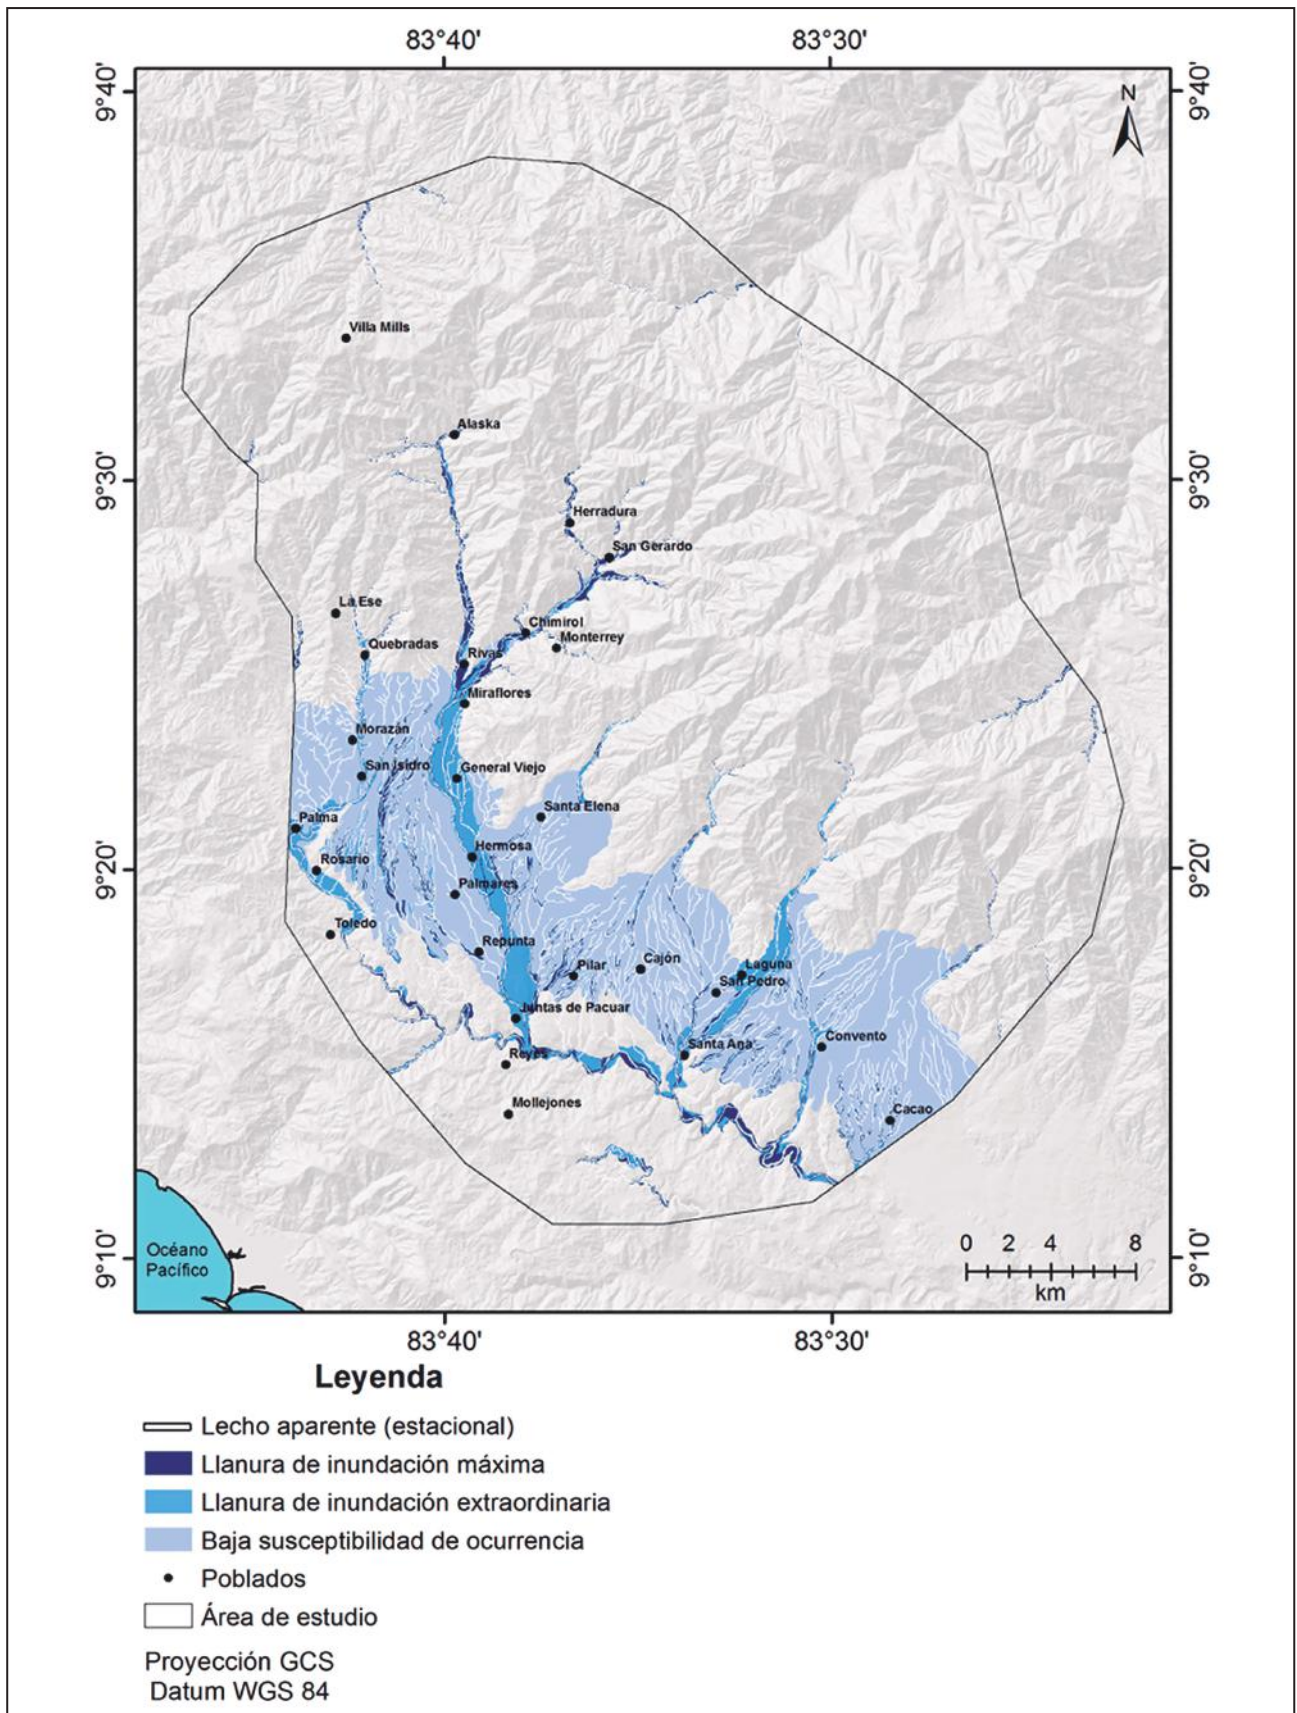 83°40'
83°30'
9°40'
9°40'
N
Villa Mills
Alaska
9°30'
9°30'
Herradura
San Gerardo
La Ese
Chimirol
Monterrey
Quebradas
Rivas
Miraflores
Morazán
San Isidro
General Viejo
Santa Elena
Palma
Hermosa
Rosario
9°20'
9°20'
Palmares
Toledo
Repunta
Pilar
Cajón
Laguna
San Pedro
Juntas de Pacuar
Convento
Santa Ana
Reyes
Mollejones
Cacao
Océano
Pacífico
9°10'
9°10'
0 2 4 8
km
83°40'
83°30'
Leyenda
Lecho aparente (estacional)
Llanura de inundación máxima
Llanura de inundación extraordinaria
Baja susceptibilidad de ocurrencia
Poblados
Área de estudio
Proyección GCS
Datum WGS 84